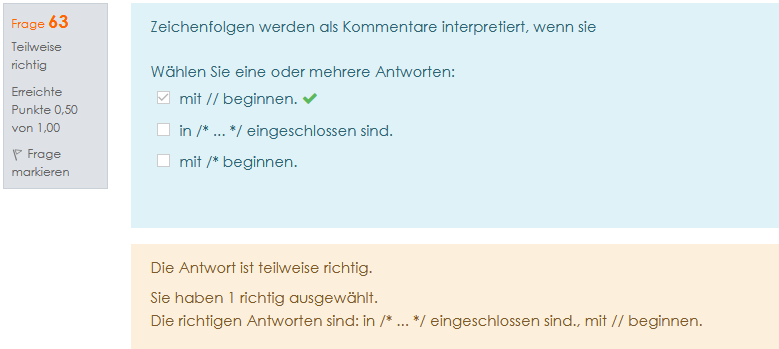 Frage 63
Teilweise
richtig
Erreichte
Punkte 0,50
von 1,00
Frage
markieren
Zeichenfolgen werden als Kommentare interpretiert, wenn sie
Wählen Sie eine oder mehrere Antworten:
mit // beginnen.
in /* ... */ eingeschlossen sind.
mit /* beginnen.
Die Antwort ist teilweise richtig.
Sie haben 1 richtig ausgewählt.
Die richtigen Antworten sind: in /* ... */ eingeschlossen sind., mit // beginnen.